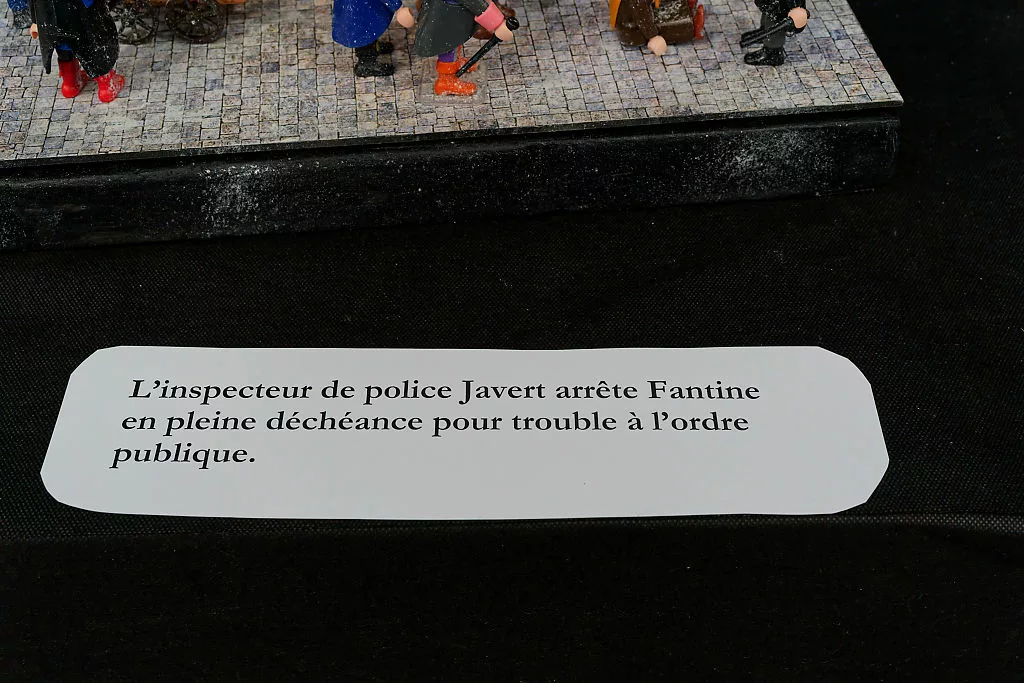 L’inspecteur de police Javert arrête Fantine
en pleine déchéance pour trouble à l’ordre
publique.